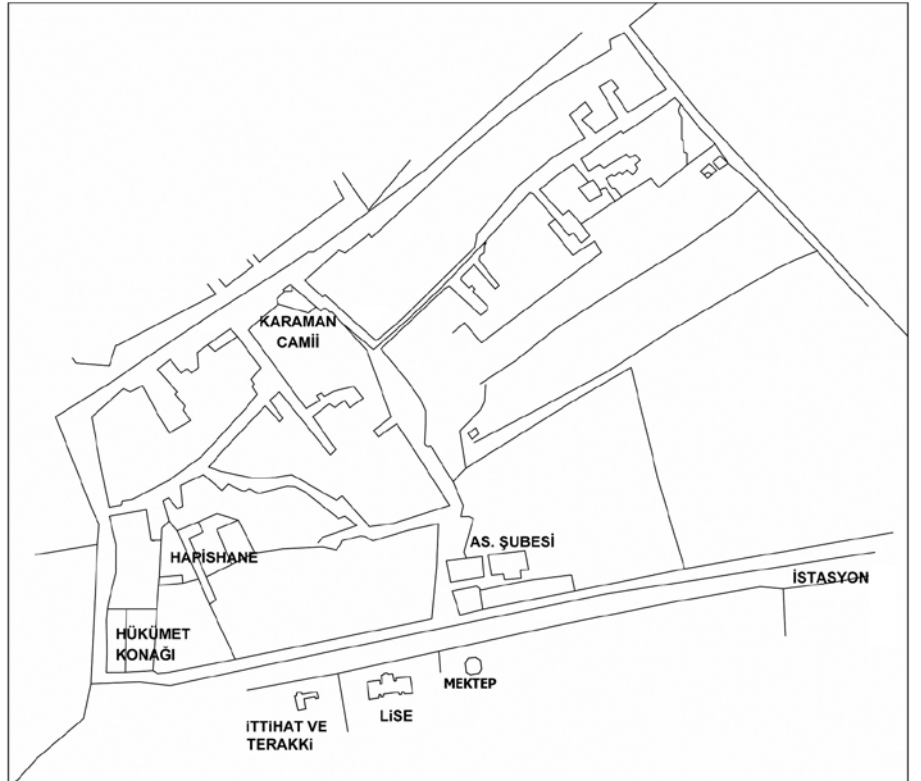 KARAMAN
CAMİİ
AS. ŞUBESİ
HAPİSHANE
İSTASYON
HÜKÜMET
KONAĞI
MEKTEP
LİSE
İTTİHAT VE
TERAKKİ